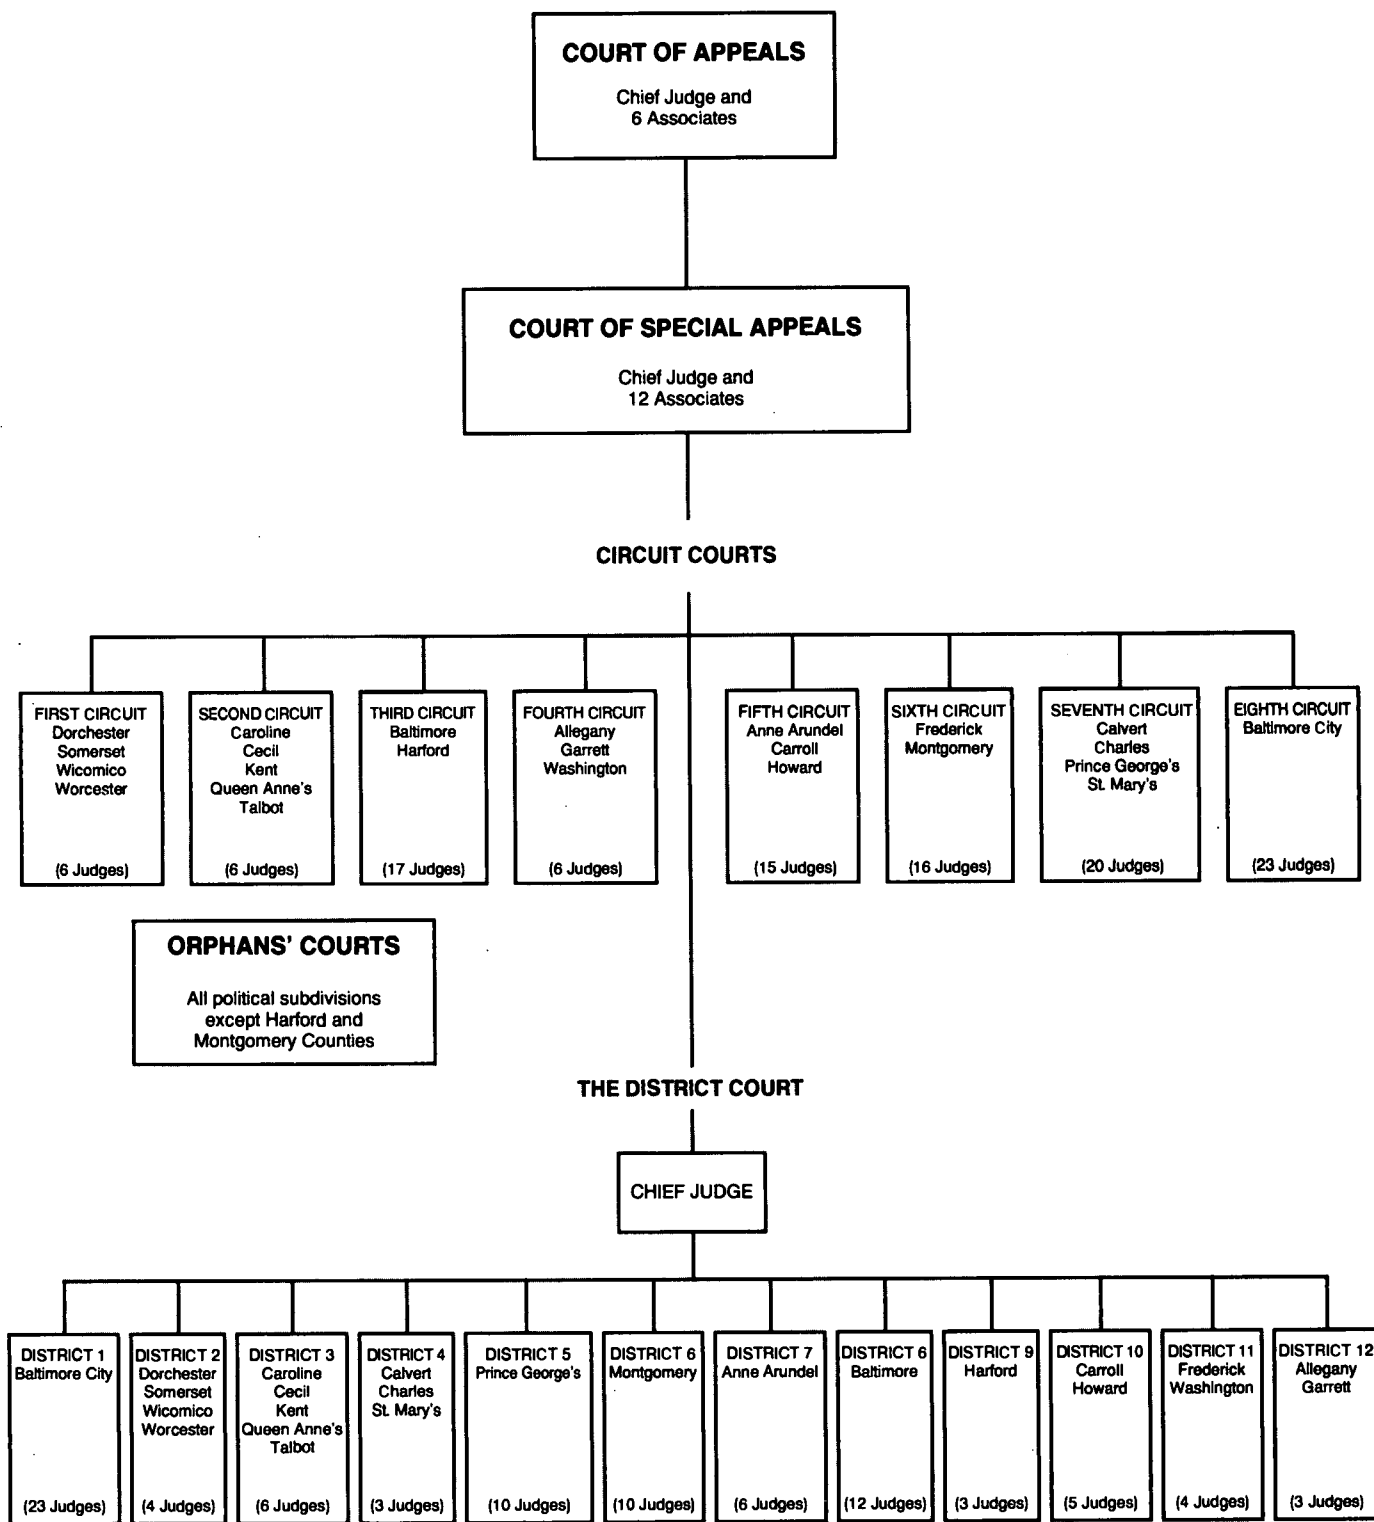 COURT OF APPEALS
Chief Judge and
6 Associates
COURT OF SPECIAL APPEALS
Chief Judge and
12 Associates
CIRCUIT COURTS
FIRST CIRCUIT
Dorchester
Somerset
Wicomico
Worcester
(6 Judges)
SECOND CIRCUIT
Caroline
Cecil
Kent
Queen Anne's
Talbot
(6 Judges)
THIRD CIRCUIT
Baltimore
Harford
(17 Judges)
FOURTH CIRCUIT
Allegany
Garrett
Washington
(6 Judges)
FIFTH CIRCUIT
Anne Arundel
Carroll
Howard
(15 Judges)
SIXTH CIRCUIT
Frederick
Montgomery
(16 Judges)
SEVENTH CIRCUIT
Calvert
Charles
Prince George's
St. Mary's
(20 Judges)
EIGHTH CIRCUIT
Baltimore City
(23 Judges)
ORPHANS' COURTS
All political subdivisions
except Harford and
Montgomery Counties
THE DISTRICT COURT
CHIEF JUDGE
DISTRICT 1
Baltimore City
(23 Judges)
DISTRICT 2
Dorchester
Somerset
Wicomico
Worcester
(4 Judges)
DISTRICT 3
Caroline
Cecil
Kent
Queen Anne's
Talbot
(6 Judges)
DISTRICT 4
Calvert
Charles
St. Mary's
(3 Judges)
DISTRICT 5
Prince George's
(10 Judges)
DISTRICT 6
Montgomery
(10 Judges)
DISTRICT 7
Anne Arundel
(6 Judges)
DISTRICT 6
Baltimore
(12 Judges)
DISTRICT 9
Harford
(3 Judges)
DISTRICT 10
Carroll
Howard
(5 Judges)
DISTRICT 11
Frederick
Washington
(4 Judges)
DISTRICT 12
Allegany
Garrett
(3 Judges)